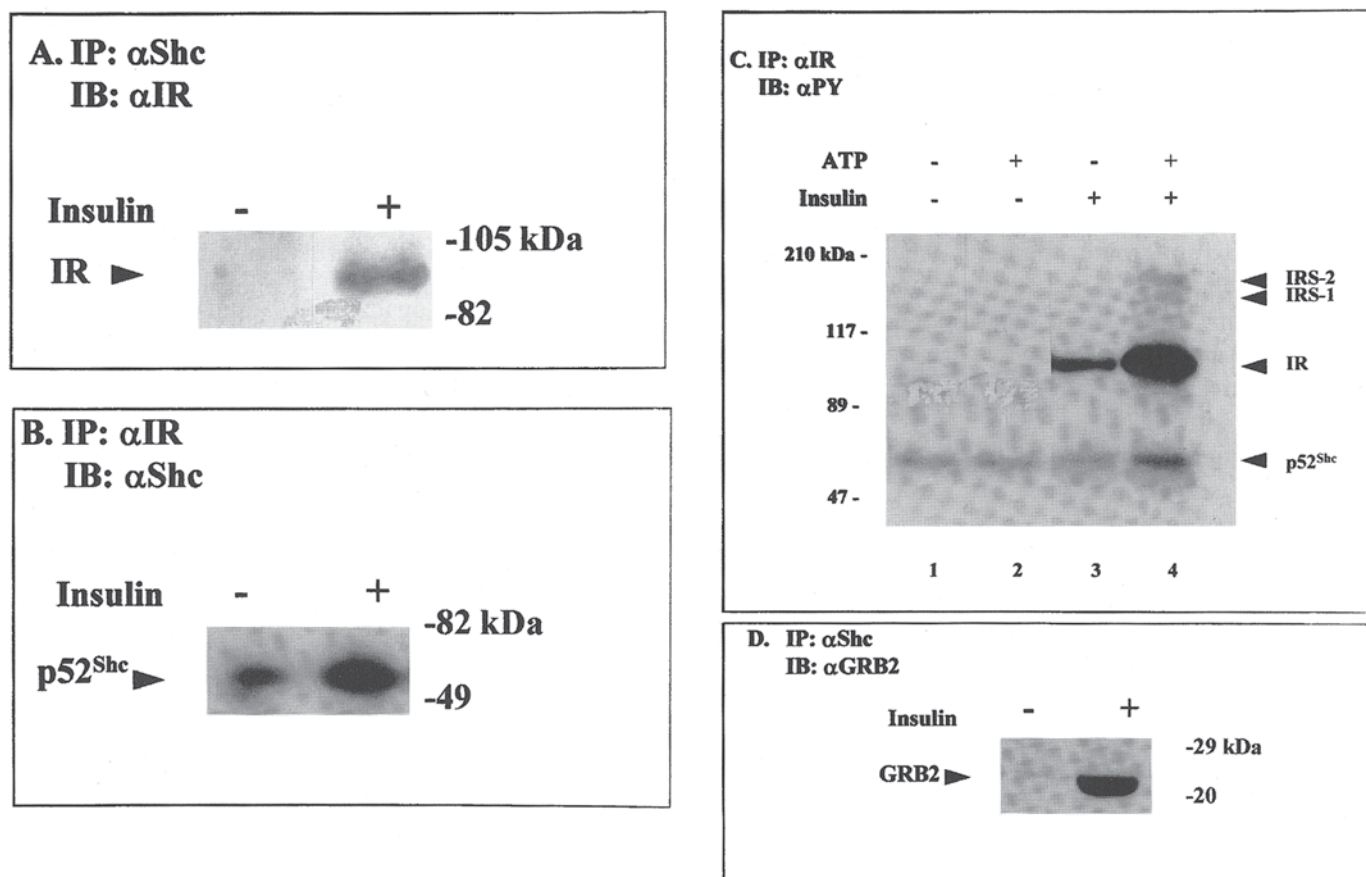 A. IP: αShc
IB: αIR
Insulin - +
-105 kDa
IR
-82
B. IP: αIR
IB: αShc
Insulin - +
-82 kDa
p52Shc
-49
C. IP: αIR
IB: αPY
ATP - + - +
Insulin - - + +
210 kDa -
IRS-2
IRS-1
117 -
IR
89 -
p52Shc
47 -
1 2 3 4
D. IP: αShc
IB: αGRB2
Insulin - +
-29 kDa
GRB2
-20